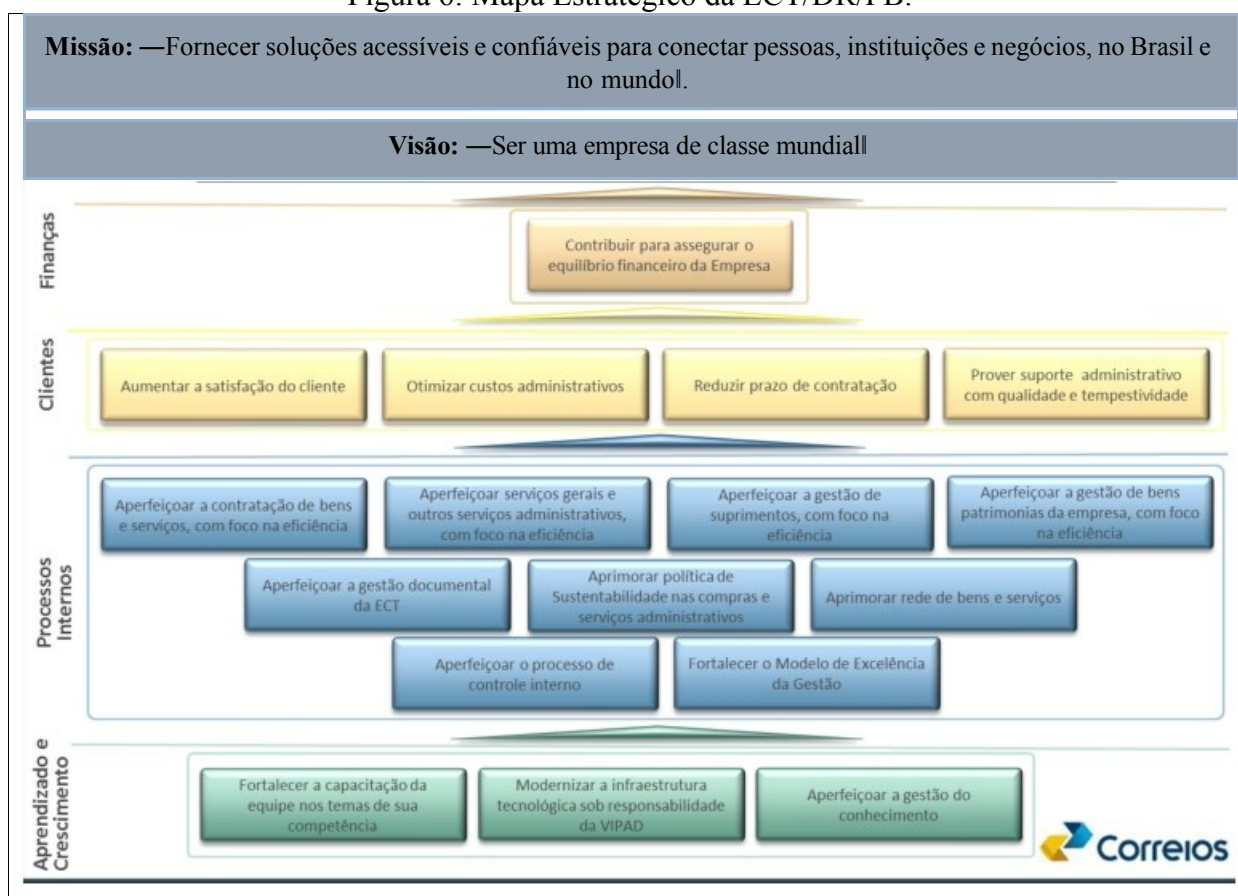 Figura 6: Mapa Estratégico da ECT/DR/PB.
Missão: ―Fornecer soluções acessíveis e confiáveis para conectar pessoas, instituições e negócios, no Brasil e
no mundo‖.
Visão: ―Ser uma empresa de classe mundial‖
Finanças
Contribuir para assegurar o
equilíbrio financeiro da Empresa
Clientes
Aumentar a satisfação do cliente
Otimizar custos administrativos
Reduzir prazo de contratação
Prover suporte administrativo
com qualidade e tempestividade
Processos
Internos
Aperfeiçoar a contratação de bens
e serviços, com foco na eficiência
Aperfeiçoar serviços gerais e
outros serviços administrativos,
com foco na eficiência
Aperfeiçoar a gestão de
suprimentos, com foco na
eficiência
Aperfeiçoar a gestão de bens
patrimonias da empresa, com foco
na eficiência
Aperfeiçoar a gestão documental
da ECT
Aprimorar política de
Sustentabilidade nas compras e
serviços administrativos
Aprimorar rede de bens e serviços
Aperfeiçoar o processo de
controle interno
Fortalecer o Modelo de Excelência
da Gestão
Aprendizado e
Crescimento
Fortalecer a capacitação da
equipe nos temas de sua
competência
Modernizar a infraestrutura
tecnológica sob responsabilidade
da VIPAD
Aperfeiçoar a gestão do
conhecimento
Correios